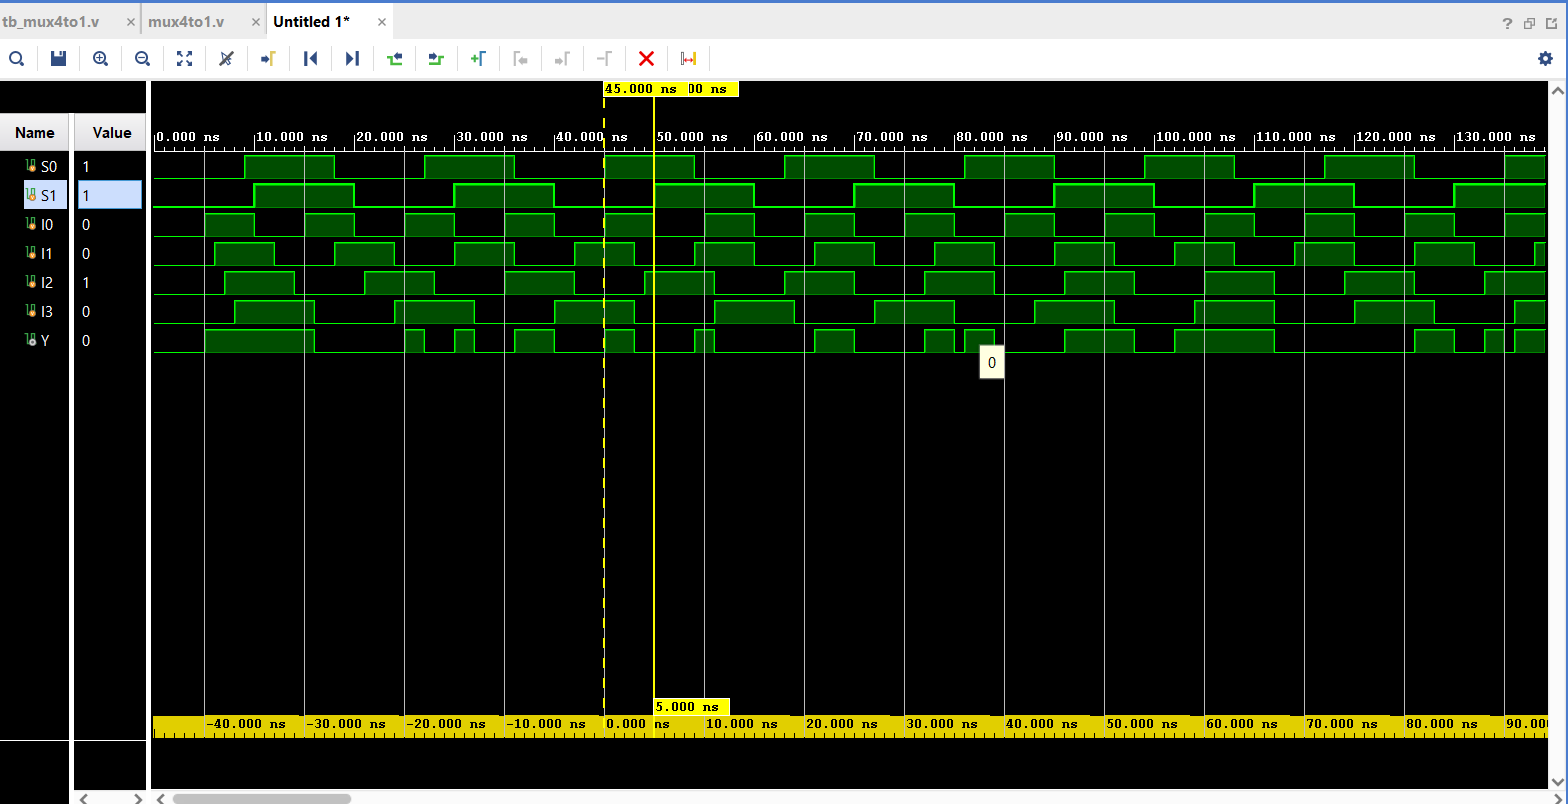 tb_mux4to1.v × mux4to1.v × Untitled 1* ×
?
45.000 ns 00 ns
Name Value
0.000 ns 10.000 ns 20.000 ns 30.000 ns 40.000 ns 50.000 ns 60.000 ns 70.000 ns 80.000 ns 90.000 ns 100.000 ns 110.000 ns 120.000 ns 130.000 ns
S0 1
S1 1
I0 0
I1 0
I2 1
I3 0
Y 0
0
5.000 ns
-40.000 ns -30.000 ns -20.000 ns -10.000 ns 0.000 ns 10.000 ns 20.000 ns 30.000 ns 40.000 ns 50.000 ns 60.000 ns 70.000 ns 80.000 ns 90.00